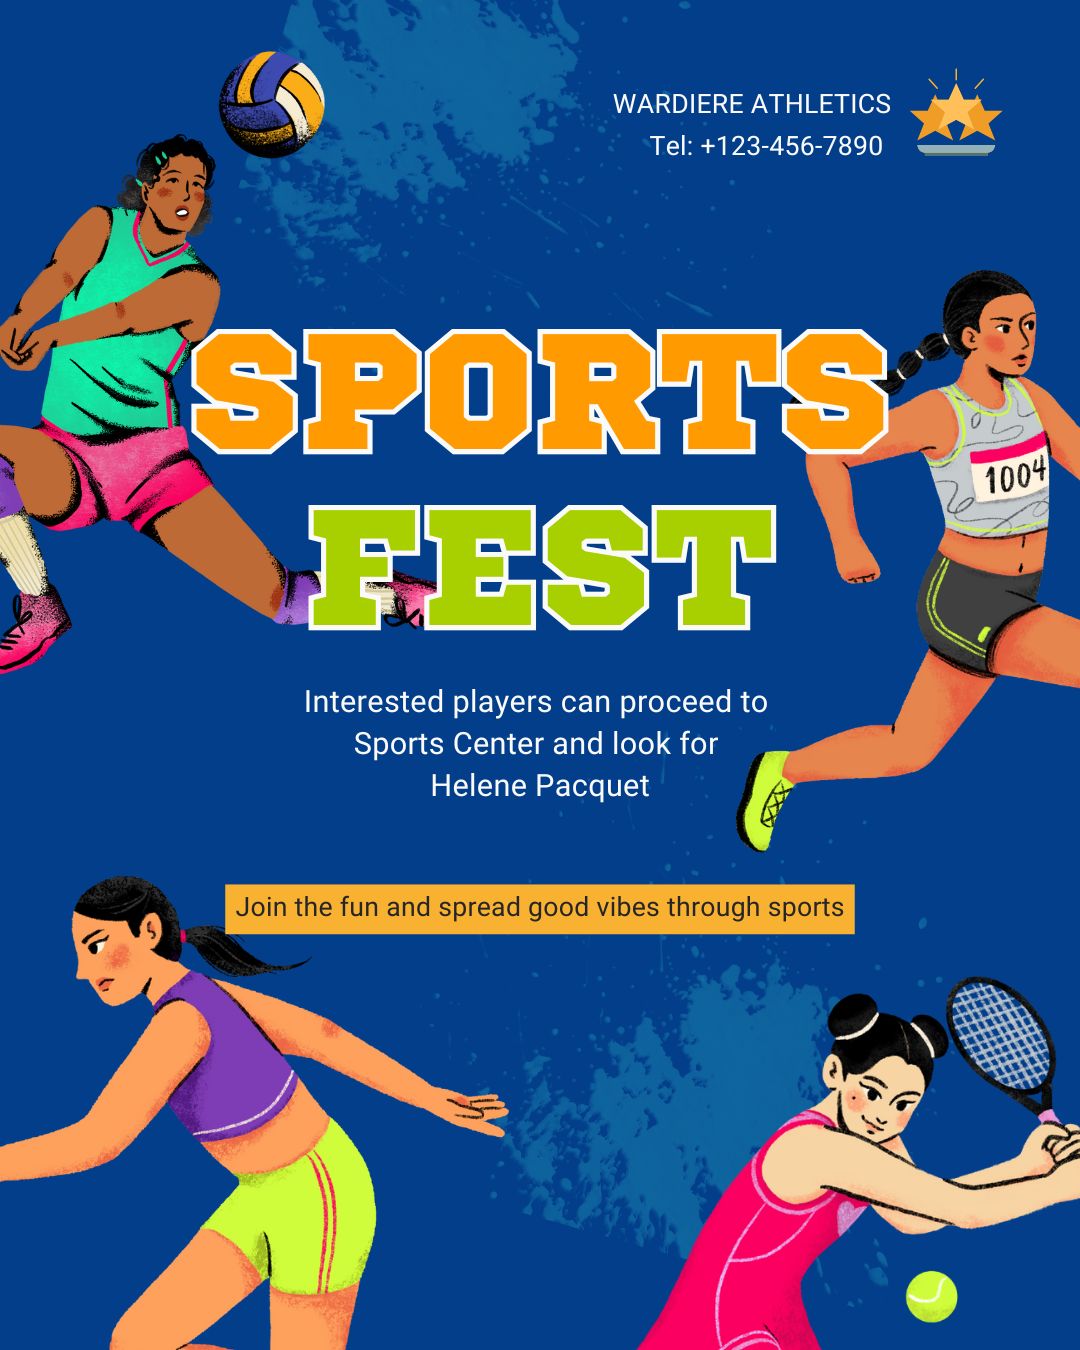 WARDIERE ATHLETICS
Tel: +123-456-7890
SPORTS
FEST
1004
Interested players can proceed to
Sports Center and look for
Helene Pacquet
Join the fun and spread good vibes through sports